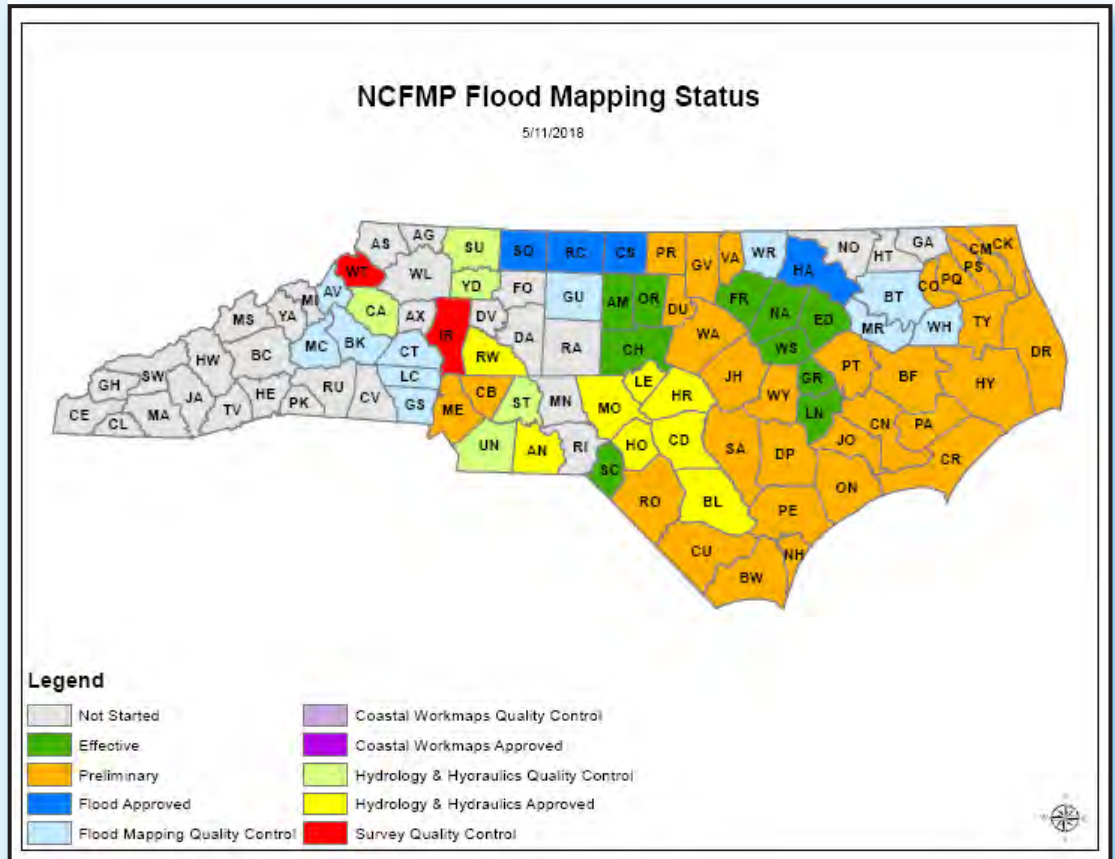 NCFMP Flood Mapping Status
5/11/2018
AS AG SU SO RC CS PR GV VA WR HA NO HT GA CM CK
WT WL YD FO GU AM OR DU FR NA ED BT CO PQ PS
AV MI CA AX IR DV DA RA CH WA WS MR WH TY DR
MS YA MC BK CT RW JH WY GR PT BF HY
GH SW HW BC LC LE LN PA
CE CL MA JA TV HE PK RU CV GS ME CB ST MN MO HR JO CN CR
UN AN RI SC HO CD SA DP ON
RO BL PE
CU NH
BW
Legend
Not Started
Effective
Preliminary
Flood Approved
Flood Mapping Quality Control
Coastal Workmaps Quality Control
Coastal Workmaps Approved
Hydrology & Hyoraulics Quality Control
Hydrology & Hydraulics Approved
Survey Quality Control